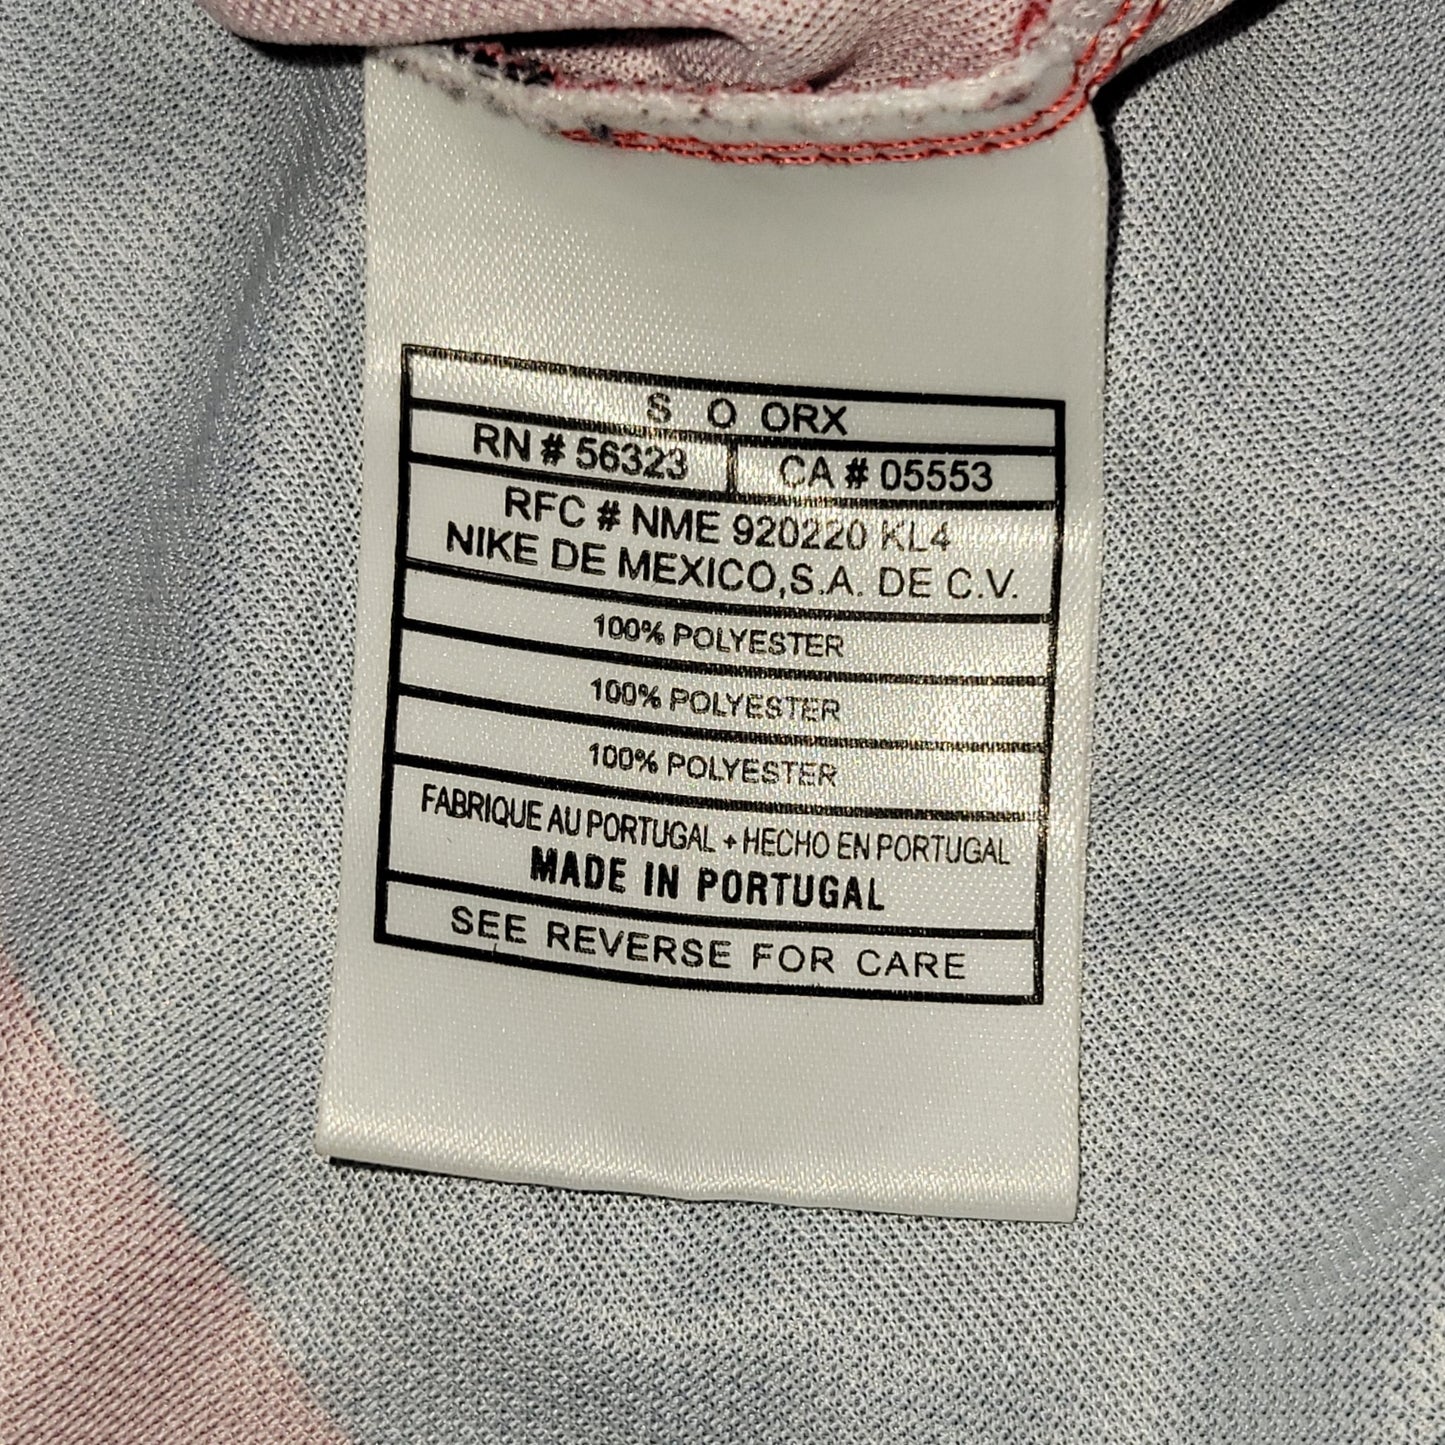 S O ORX
RN # 56323 CA # 05553
RFC # NME 920220 KL4
NIKE DE MEXICO,S.A. DE C.V.
100% POLYESTER
100% POLYESTER
100% POLYESTER
FABRIQUE AU PORTUGAL + HECHO EN PORTUGAL
MADE IN PORTUGAL
SEE REVERSE FOR CARE